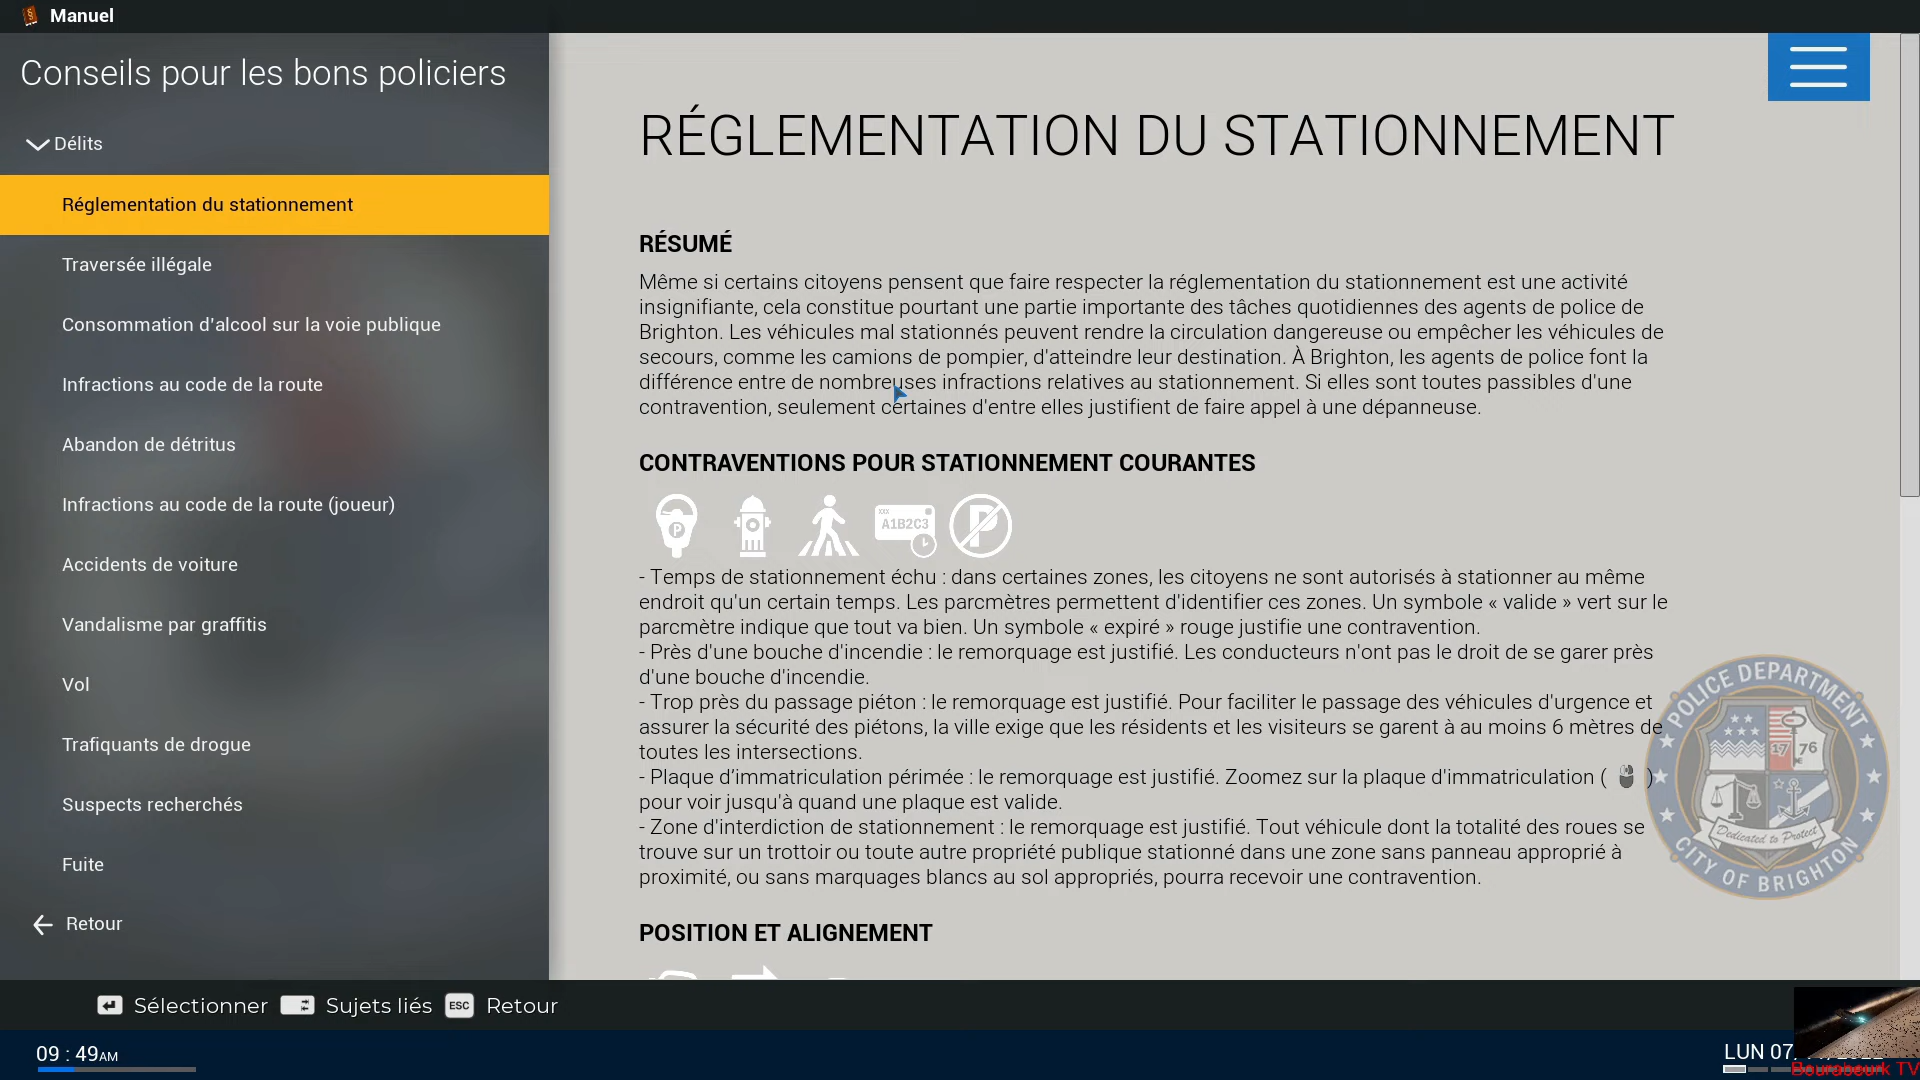 Manuel
Conseils pour les bons policiers
Délits
Réglementation du stationnement
Traversée illégale
Consommation d'alcool sur la voie publique
Infractions au code de la route
Abandon de détritus
Infractions au code de la route (joueur)
Accidents de voiture
Vandalisme par graffitis
Vol
Trafiquants de drogue
Suspects recherchés
Fuite
Retour
RÉGLEMENTATION DU STATIONNEMENT
RÉSUMÉ
Même si certains citoyens pensent que faire respecter la réglementation du stationnement est une activité
insignifiante, cela constitue pourtant une partie importante des tâches quotidiennes des agents de police de
Brighton. Les véhicules mal stationnés peuvent rendre la circulation dangereuse ou empêcher les véhicules de
secours, comme les camions de pompier, d'atteindre leur destination. À Brighton, les agents de police font la
différence entre de nombreuses infractions relatives au stationnement. Si elles sont toutes passibles d'une
contravention, seulement certaines d'entre elles justifient de faire appel à une dépanneuse.
CONTRAVENTIONS POUR STATIONNEMENT COURANTES
P
XXX
A1B2C3
P
- Temps de stationnement échu : dans certaines zones, les citoyens ne sont autorisés à stationner au même
endroit qu'un certain temps. Les parcmètres permettent d'identifier ces zones. Un symbole « valide » vert sur le
parcmètre indique que tout va bien. Un symbole « expiré » rouge justifie une contravention.
- Près d'une bouche d'incendie : le remorquage est justifié. Les conducteurs n'ont pas le droit de se garer près
d'une bouche d'incendie.
- Trop près du passage piéton : le remorquage est justifié. Pour faciliter le passage des véhicules d'urgence et
assurer la sécurité des piétons, la ville exige que les résidents et les visiteurs se garent à au moins 6 mètres de
toutes les intersections.
- Plaque d’immatriculation périmée : le remorquage est justifié. Zoomez sur la plaque d'immatriculation ( )
pour voir jusqu'à quand une plaque est valide.
- Zone d'interdiction de stationnement : le remorquage est justifié. Tout véhicule dont la totalité des roues se
trouve sur un trottoir ou toute autre propriété publique stationné dans une zone sans panneau approprié à
proximité, ou sans marquages blancs au sol appropriés, pourra recevoir une contravention.
POSITION ET ALIGNEMENT
POLICE DEPARTMENT
17 76
Dedicated to Protect
CITY OF BRIGHTON
Sélectionner
Sujets liés
ESC Retour
09 : 49AM
LUN 07
Bourabourk TV